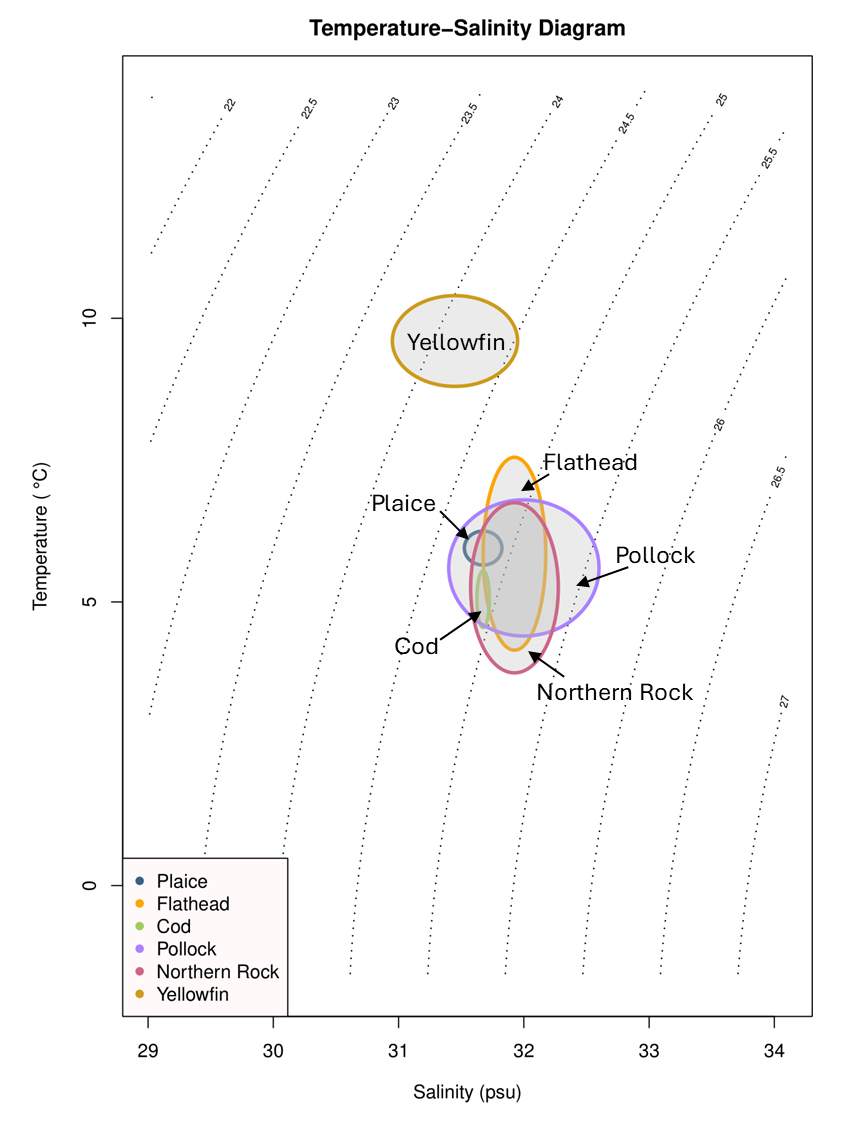 Temperature−Salinity Diagram
22
22.5
23
23.5
24
24.5
25
25.5
10
Yellowfin
26
Temperature ( °C)
Flathead
26.5
Plaice
Pollock
5
Cod
Northern Rock
27
0
Plaice
Flathead
Cod
Pollock
Northern Rock
Yellowfin
29 30 31 32 33 34
Salinity (psu)